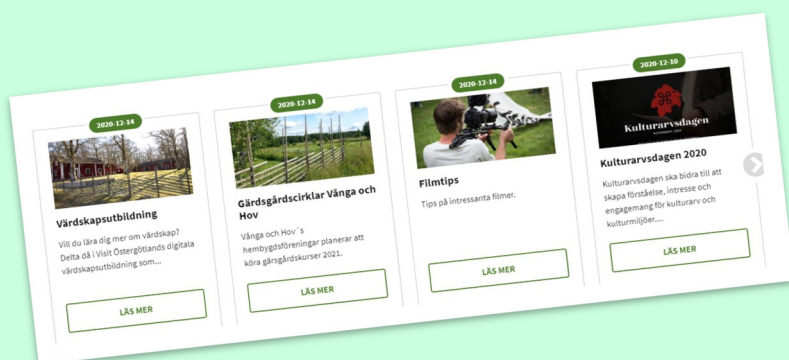 2020-12-14
Värdskapsutbildning
Vill du lära dig mer om värdskap?
Delta då i Visit Östergötlands digitala
värdskapsutbildning som...
LÄS MER
2020-12-14
Gärdsgårdscirklar Vånga och
Hov
Vånga och Hov´s
hembygdsföreningar planerar att
köra gärsgårdskurser 2021.
LÄS MER
2020-12-14
Filmtips
Tips på intressanta filmer.
LÄS MER
2020-12-10
Kulturarvsdagen
Kulturarvsdagen 2020
Kulturarvsdagen ska bidra till att
skapa förståelse, intresse och
engagemang för kulturarv och
kulturmiljöer....
LÄS MER